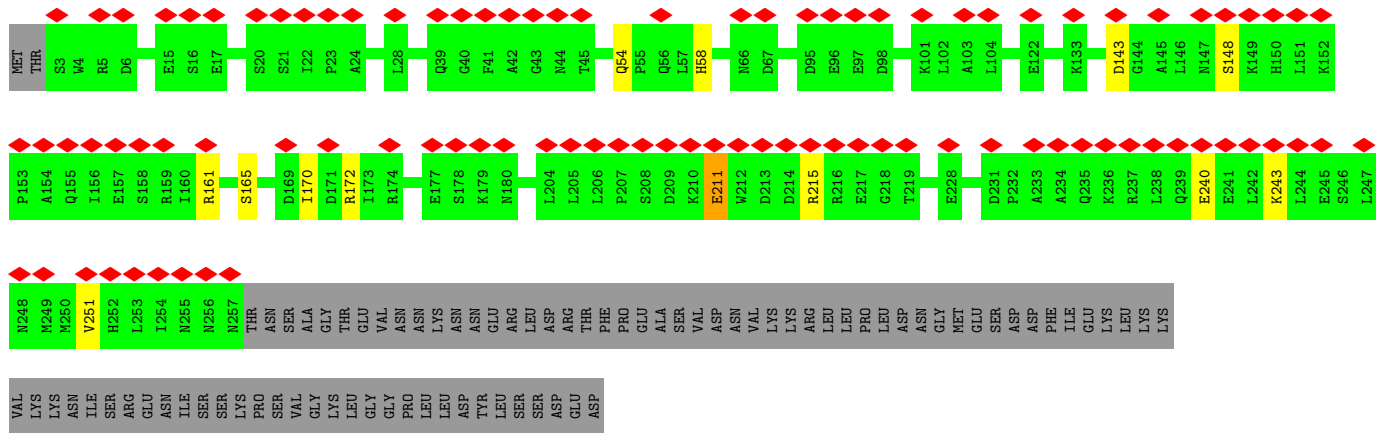 MET THR S3 W4 R5 D6 E15 S16 E17 S20 S21 I22 P23 A24 L28 Q39 G40 F41 A42 G43 N44 T45 Q54 P55 Q56 L57 H58 N66 D67 D95 E96 E97 D98 K101 L102 A103 L104 E122 K133 D143 G144 A145 L146 N147 S148 K149 H150 L151 K152
P153 A154 Q155 I156 E157 S158 R159 I160 R161 S165 D169 I170 D171 R172 I173 R174 E177 S178 K179 N180 L204 L205 L206 P207 S208 D209 K210 E211 W212 D213 D214 R215 R216 E217 G218 T219 E228 D231 P232 A233 A234 Q235 K236 R237 L238 Q239 E240 E241 L242 K243 L244 E245 S246 L247
N248 M249 M250 V251 H252 L253 I254 N255 N256 N257 THR ASN SER ALA GLY THR GLU VAL ASN ASN LYS ASN ASN GLU ARG LEU ASP ARG THR PHE PRO GLU ALA SER VAL ASP ASN VAL LYS LYS ARG LEU LEU PRO LEU ASP ASN GLY MET GLU SER ASP ASP PHE ILE GLU LYS LEU LYS LYS
VAL LYS LYS ASN ILE SER ARG GLU ASN ILE SER SER LYS PRO SER VAL GLY LYS LEU GLY GLY PRO LEU LEU ASP TYR LEU SER SER ASP GLU ASP